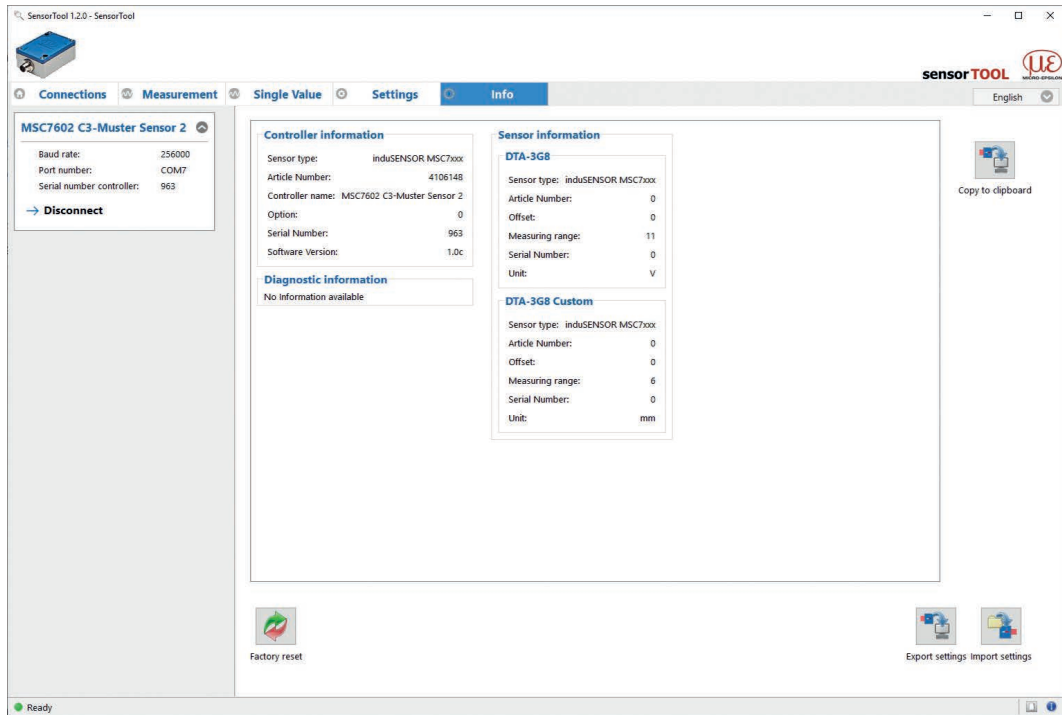 SensorTool 1.2.0 - SensorTool
sensorTOOL
με
MICRO-EPSILON
Connections
Measurement
Single Value
Settings
Info
English
MSC7602 C3-Muster Sensor 2
Baud rate: 256000
Port number: COM7
Serial number controller: 963
→ Disconnect
Controller information
Sensor type: induSENSOR MSC7xxx
Article Number: 4106148
Controller name: MSC7602 C3-Muster Sensor 2
Option: 0
Serial Number: 963
Software Version: 1.0c
Diagnostic information
No Information available
Sensor information
DTA-3G8
Sensor type: induSENSOR MSC7xxx
Article Number: 0
Offset: 0
Measuring range: 11
Serial Number: 0
Unit: V
DTA-3G8 Custom
Sensor type: induSENSOR MSC7xxx
Article Number: 0
Offset: 0
Measuring range: 6
Serial Number: 0
Unit: mm
Copy to clipboard
Factory reset
Export settings
Import settings
Ready